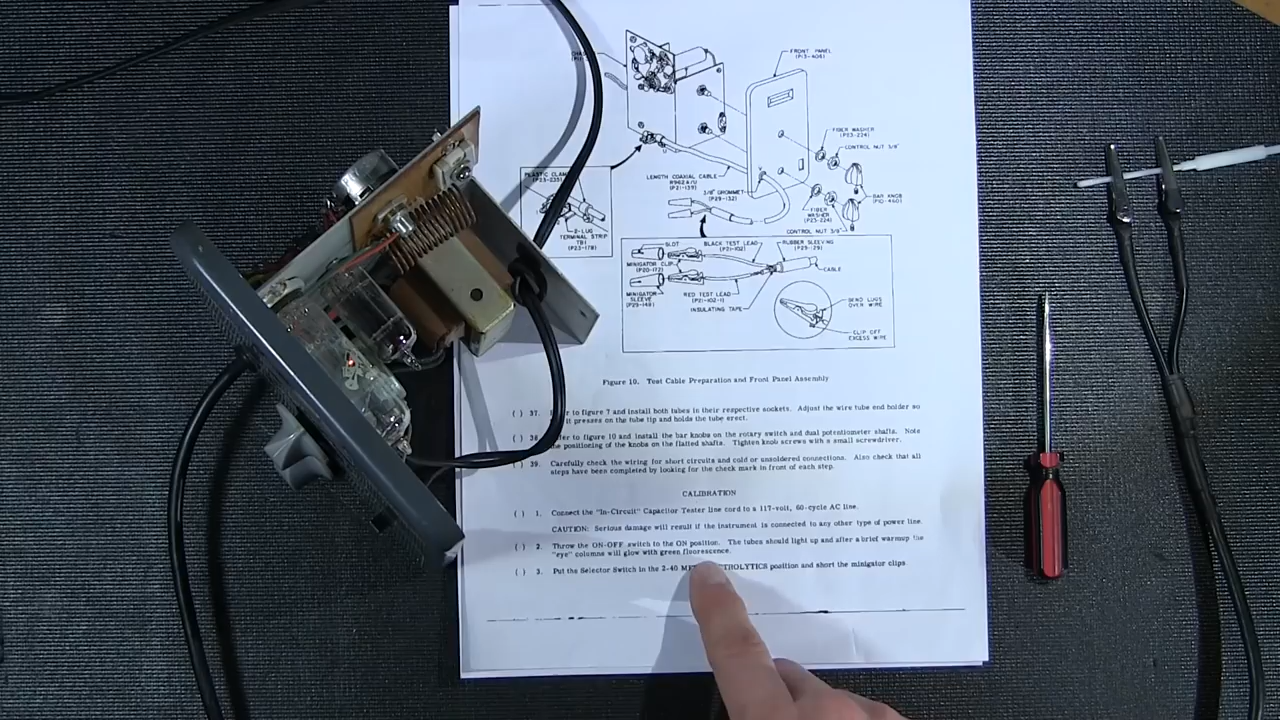 FRONT PANEL
(P13-406)
FIBER WASHER
(P23-224)
CONTROL NUT 3/8"
PLASTIC CLAMP
(P23-235)
LENGTH COAXIAL CABLE
R962A/U
(P21-139)
3/8" GROMMET
(P29-132)
BAR KNOB
(P10-460)
FIBER
WASHER
(P23-224)
CONTROL NUT 3/8"
2-LUG
TERMINAL STRIP
TB1
(P23-178)
SLOT
BLACK TEST LEAD
(P21-102)
RUBBER SLEEVING
(P29-29)
MINIGATOR CLIP
(P20-172)
CABLE
MINIGATOR
SLEEVE
(P29-148)
RED TEST LEAD
(P21-102-1)
INSULATING TAPE
BEND LUGS
OVER WIRE
CLIP OFF
EXCESS WIRE
Figure 10. Test Cable Preparation and Front Panel Assembly
( ) 37. to figure 7 and install both tubes in their respective sockets. Adjust the wire tube end holder so
it presses on the tube tip and holds the tube erect.
( ) to figure 10 and install the bar knobs on the rotary switch and dual potentiometer shafts. Note
the positioning of the knobs on the flatted shafts. Tighten knob screws with a small screwdriver.
( ) 39. Carefully check the wiring for short circuits and cold or unsoldered connections. Also check that all
steps have been completed by looking for the check mark in front of each step.
CALIBRATION
( ) 1. Connect the "In-Circuit" Capacitor Tester line cord to a 117-volt, 60-cycle AC line.
CAUTION: Serious damage will result if the instrument is connected to any other type of power line.
( ) 2. Throw the ON-OFF switch to the ON position. The tubes should light up and after a brief warmup the
"eye" columns will glow with green fluorescence.
( ) 3. Put the Selector Switch in the 2-40 position and short the minigator clips.